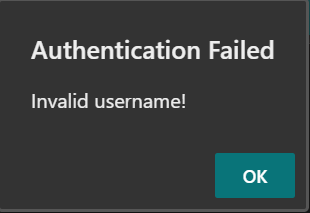 Authentication Failed
Invalid username!
OK